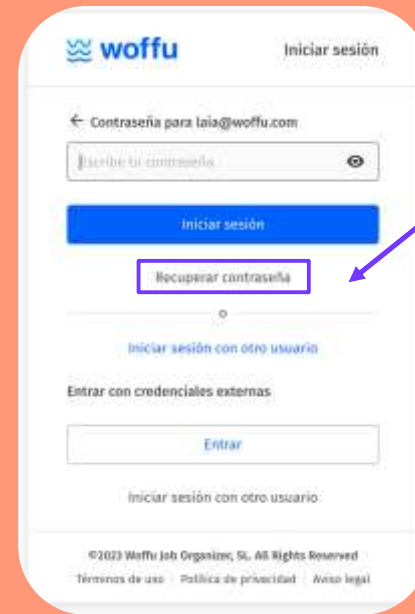 woffu
Iniciar sesión
← Contraseña para laia@woffu.com
Escribe tu contraseña
Iniciar sesión
Recuperar contraseña
o
Iniciar sesión con otro usuario
Entrar con credenciales externas
Entrar
Iniciar sesión con otro usuario
©2023 Woffu Job Organizer, SL. All Rights Reserved
Términos de uso Política de privacidad Aviso legal